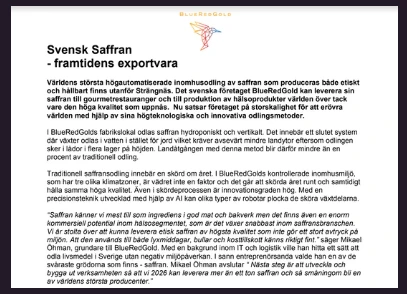 BLUEREDGOLD
Svensk Saffran
- framtidens exportvara
Världens största högautomatiserade inomhusodling av saffran som produceras både etiskt
och hållbart finns utanför Strängnäs. Det svenska företaget BlueRedGold kan leverera sin
saffran till gourmetrestauranger och till produktion av hälsoprodukter världen över tack
vare den höga kvalitet som uppnås. Nu satsar företaget på storskalighet för att erövra
världen med hjälp av sina högteknologiska och innovativa odlingsmetoder.
I BlueRedGolds fabrikslokal odlas saffran hydroponiskt och vertikalt. Det innebär ett slutet system
där växter odlas i vatten i stället för jord vilket kräver avsevärt mindre landytor eftersom odlingen
sker i lådor i flera lager på höjden. Landåtgången med denna metod blir därför mindre än en
procent av traditionell odling.
Traditionell saffransodling innebär en skörd om året. I BlueRedGolds kontrollerade inomhusmiljö,
som har tre olika klimatzoner, är vädret inte en faktor och det går att skörda året runt och samtidigt
hålla samma höga kvalitet. Även i skördeprocessen är innovationsgraden hög. Med en
precisionsteknik utvecklad med hjälp av AI kan olika typer av robotar plocka de sköra växtdelarna.
"Saffran känner vi mest till som ingrediens i god mat och bakverk men det finns även en enorm
kommersiell potential inom hälsosegmentet, som är det växer snabbast inom saffransbranschen.
Vi är stolta över att kunna leverera etisk saffran av högsta kvalitet som inte gör ett stort avtryck på
miljön. Att den används till både lyxmiddagar, bullar och kosttillskott känns riktigt fint." säger Mikael
Öhman, grundare till BlueRedGold. Med en bakgrund inom IT och logistik ville han hitta ett sätt att
odla livsmedel i Sverige utan negativ miljöpåverkan. I sann entreprenörsanda valde han en av de
svåraste grödorna som finns - saffran. Mikael Öhman avslutar " Nästa steg är att utveckla och
bygga ut verksamheten så att vi 2026 kan leverera mer än ett ton saffran och så småningom bli en
av världens största producenter."